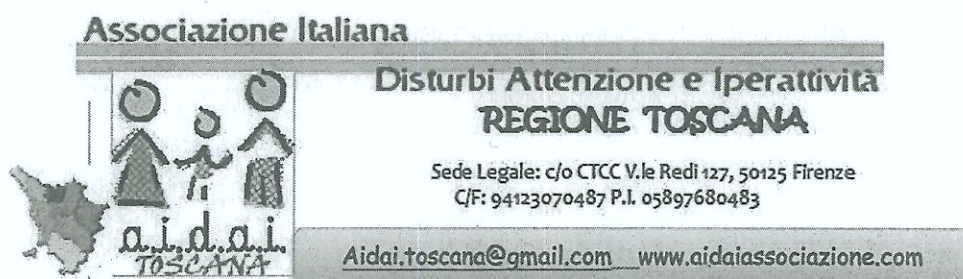 Associazione Italiana
Disturbi Attenzione e Iperattività
REGIONE TOSCANA
Sede Legale: c/o CTCC V.le Redi 127, 50125 Firenze
C/F: 94123070487 P.I. 05897680483
a.i.d.a.i.
TOSCANA
Aidai.toscana@gmail.com www.aidaiassociazione.com